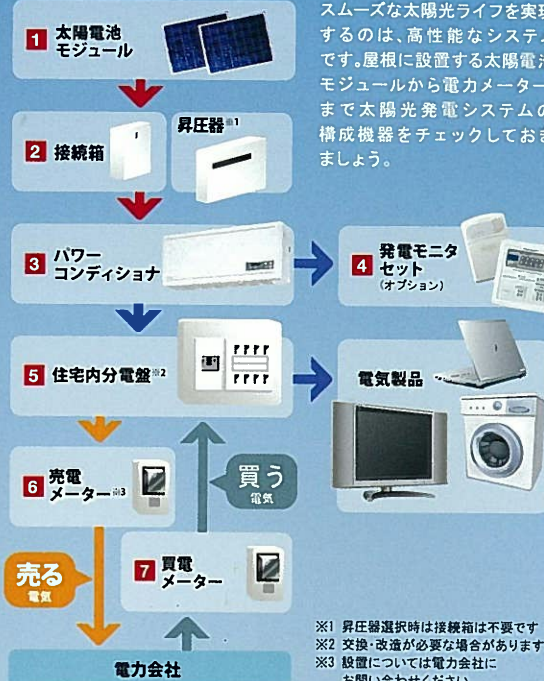 スムーズな太陽光ライフを実現
するのは、高性能なシステム
です。屋根に設置する太陽電池
モジュールから電力メーター
まで太陽光発電システムの
構成機器をチェックしておき
ましょう。
1 太陽電池
モジュール
2 接続箱
昇圧器※1
3 パワー
コンディショナ
4 発電モニタ
セット
(オプション)
5 住宅内分電盤※2
電気製品
6 売電
メーター※3
買う
電気
7 買電
メーター
売る
電気
電力会社
※1 昇圧器選択時は接続箱は不要です
※2 交換・改造が必要な場合があります
※3 設置については電力会社に
お問い合わせください